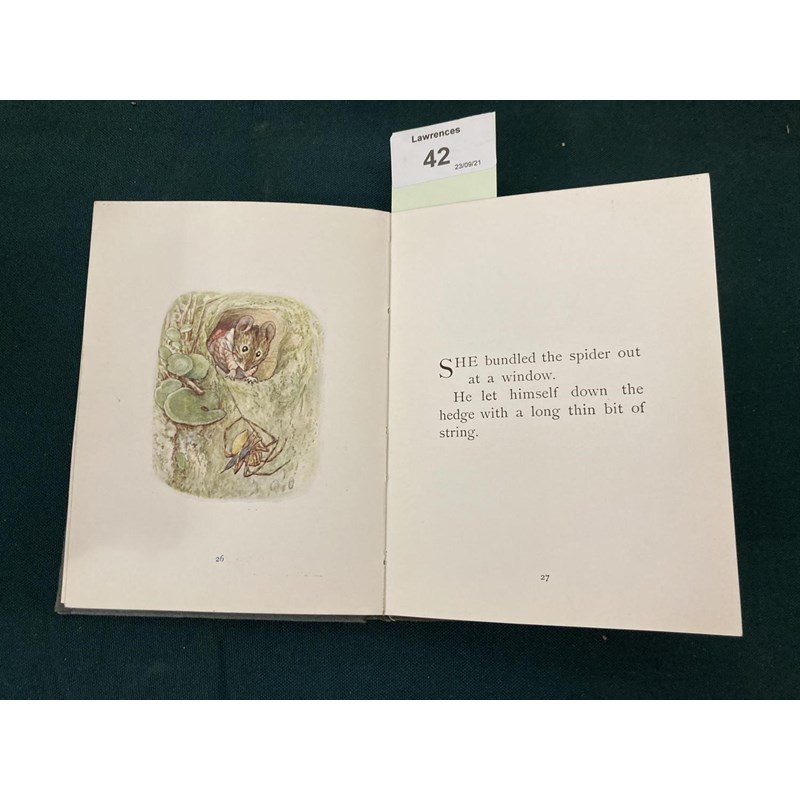 Lawrences
42
23/09/21
SHE bundled the spider out
at a window.
He let himself down the
hedge with a long thin bit of
string.
26
27